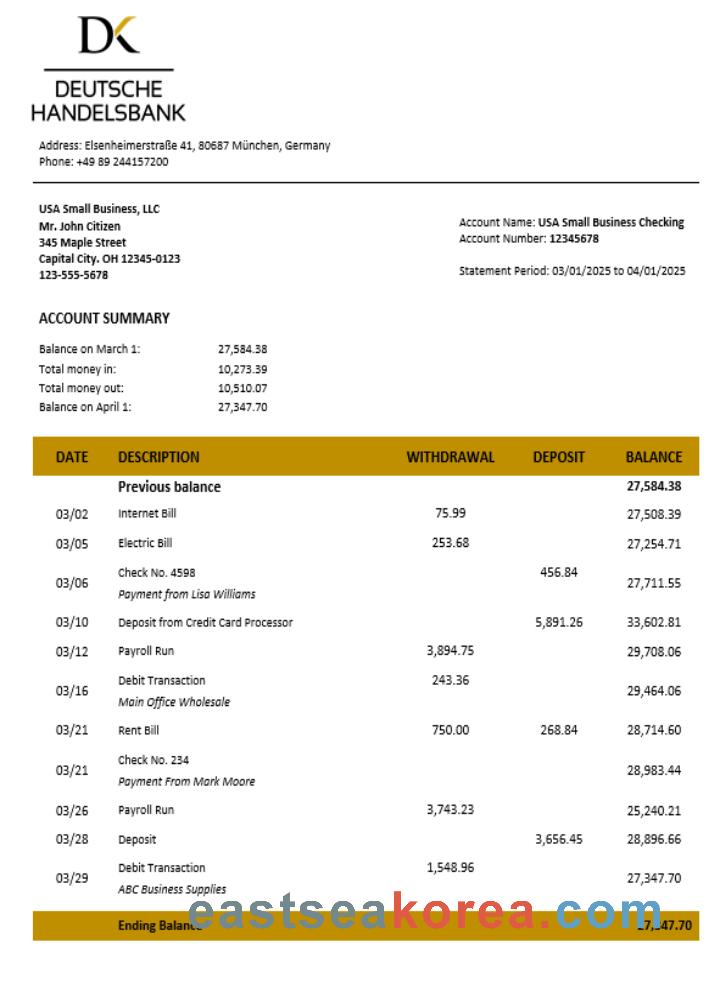 DK
DEUTSCHE
HANDELSBANK
Address: Elsenheimerstraße 41, 80687 München, Germany
Phone: +49 89 244157200
USA Small Business, LLC
Mr. John Citizen
345 Maple Street
Capital City. OH 12345-0123
123-555-5678
Account Name: USA Small Business Checking
Account Number: 12345678
Statement Period: 03/01/2025 to 04/01/2025
ACCOUNT SUMMARY
Balance on March 1: 27,584.38
Total money in: 10,273.39
Total money out: 10,510.07
Balance on April 1: 27,347.70
DATE DESCRIPTION WITHDRAWAL DEPOSIT BALANCE
Previous balance 27,584.38
03/02 Internet Bill 75.99 27,508.39
03/05 Electric Bill 253.68 27,254.71
03/06 Check No. 4598 456.84 27,711.55
Payment from Lisa Williams
03/10 Deposit from Credit Card Processor 5,891.26 33,602.81
03/12 Payroll Run 3,894.75 29,708.06
03/16 Debit Transaction 243.36 29,464.06
Main Office Wholesale
03/21 Rent Bill 750.00 268.84 28,714.60
03/21 Check No. 234 28,983.44
Payment From Mark Moore
03/26 Payroll Run 3,743.23 25,240.21
03/28 Deposit 3,656.45 28,896.66
03/29 Debit Transaction 1,548.96 27,347.70
ABC Business Supplies
eastseakorea.com
Ending Balance 27,347.70